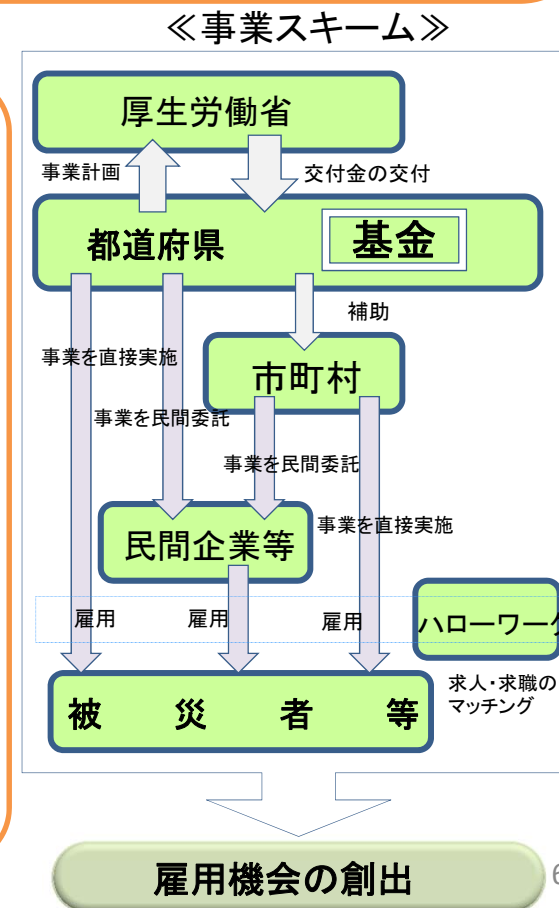 ≪事業スキーム≫
厚生労働省
事業計画
交付金の交付
都道府県
基金
補助
事業を直接実施
市町村
事業を民間委託
事業を民間委託
事業を直接実施
民間企業等
雇用
雇用
雇用
ハローワーク
求人・求職の
マッチング
被災者等
雇用機会の創出
6